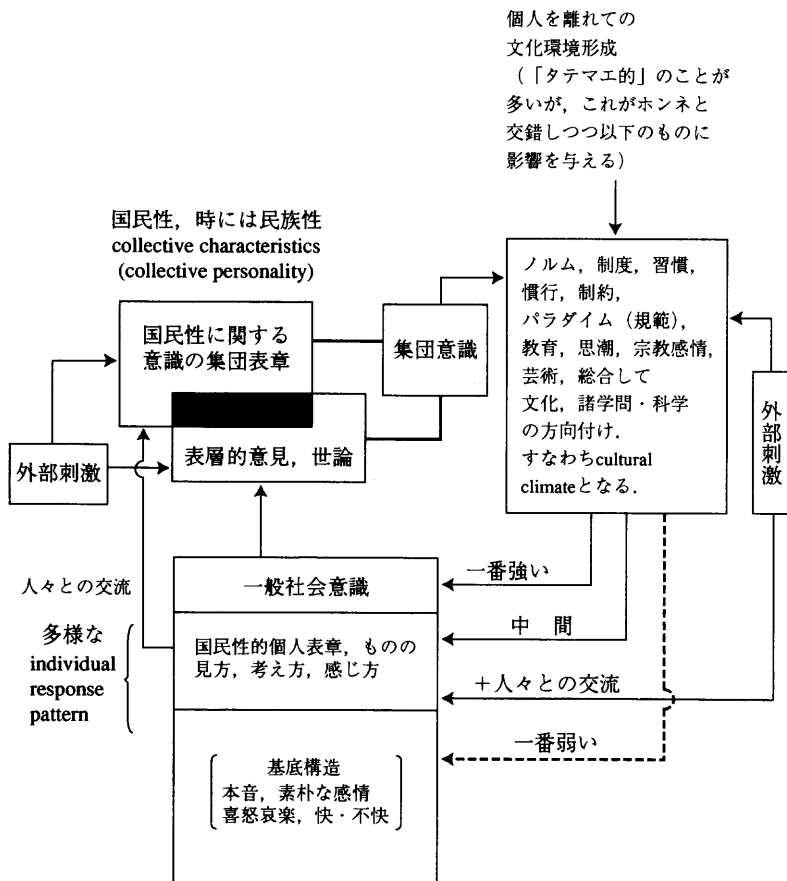 個人を離れての
文化環境形成
（「タテマエ的」のことが
多いが，これがホンネと
交錯しつつ以下のものに
影響を与える）
国民性，時には民族性
collective characteristics
(collective personality)
国民性に関する
意識の集団表章
集団意識
ノルム，制度，習慣，
慣行，制約，
パラダイム（規範），
教育，思潮，宗教感情，
芸術，総合して
文化，諸学問・科学
の方向付け．
すなわちcultural
climateとなる．
外部刺激
表層的意見，世論
外部刺激
一般社会意識
一番強い
人々との交流
多様な
individual
response
pattern
国民性的個人表章，ものの
見方，考え方，感じ方
中　間
＋人々との交流
一番弱い
基底構造
本音，素朴な感情
喜怒哀楽，快・不快